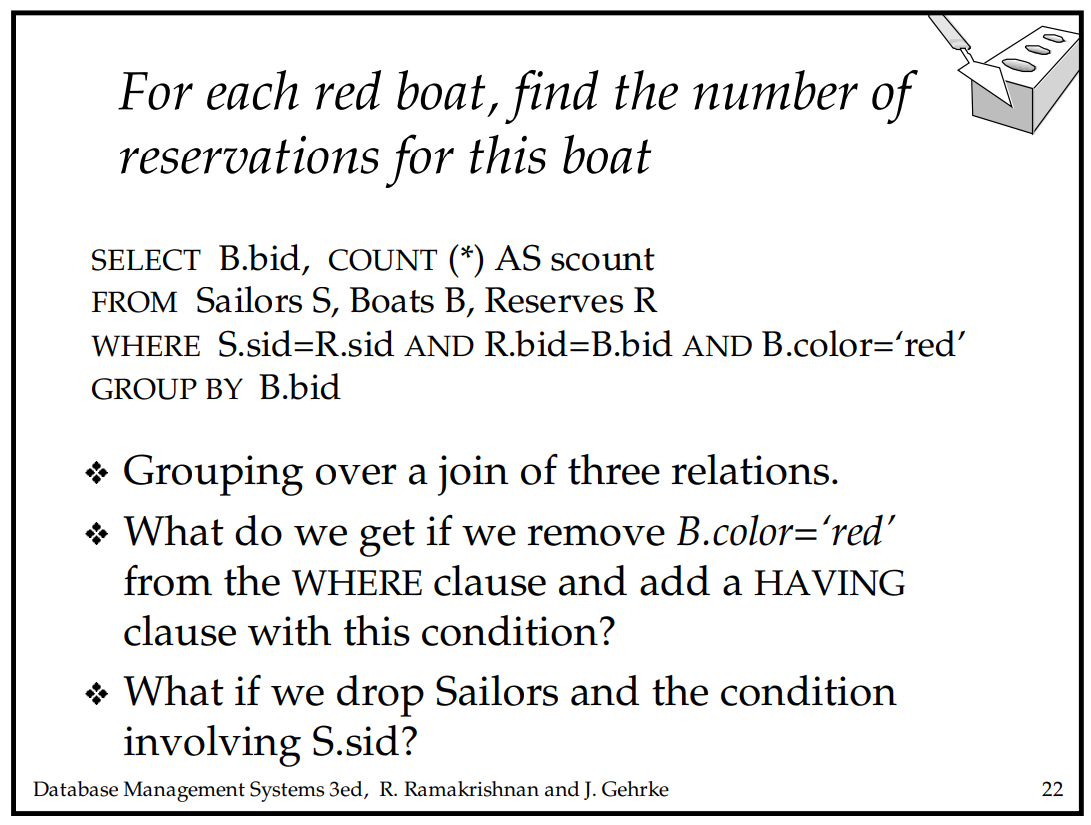 For each red boat, find the number of
reservations for this boat
SELECT B.bid, COUNT (*) AS scount
FROM Sailors S, Boats B, Reserves R
WHERE S.sid=R.sid AND R.bid=B.bid AND B.color=‘red’
GROUP BY B.bid
❖ Grouping over a join of three relations.
❖ What do we get if we remove B.color=‘red’
from the WHERE clause and add a HAVING
clause with this condition?
❖ What if we drop Sailors and the condition
involving S.sid?
Database Management Systems 3ed, R. Ramakrishnan and J. Gehrke 22